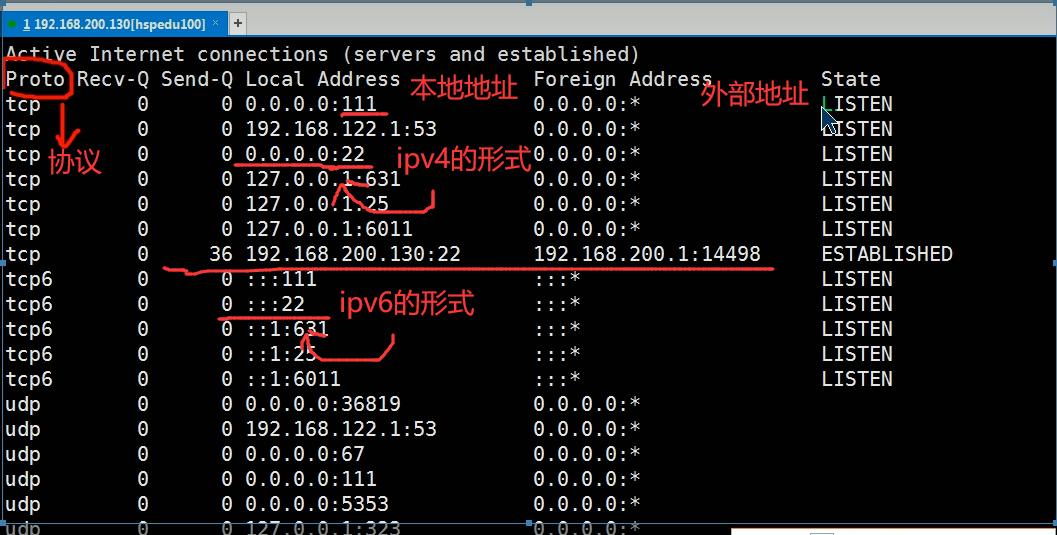 1 192.168.200.130[hspedu100] × +
Active Internet connections (servers and established)
Proto Recv-Q Send-Q Local Address 本地地址 Foreign Address 外部地址 State
tcp 0 0 0.0.0.0:111 0.0.0.0:* LISTEN
tcp 0 0 192.168.122.1:53 0.0.0.0:* LISTEN
协议
tcp 0 0 0.0.0.0:22 ipv4的形式 0.0.0.0:* LISTEN
tcp 0 0 127.0.0.1:631 0.0.0.0:* LISTEN
tcp 0 0 127.0.0.1:25 0.0.0.0:* LISTEN
tcp 0 0 127.0.0.1:6011 0.0.0.0:* LISTEN
tcp 0 36 192.168.200.130:22 192.168.200.1:14498 ESTABLISHED
tcp6 0 0 :::111 :::* LISTEN
tcp6 0 0 :::22 ipv6的形式 :::* LISTEN
tcp6 0 0 ::1:631 :::* LISTEN
tcp6 0 0 ::1:25 :::* LISTEN
tcp6 0 0 ::1:6011 :::* LISTEN
udp 0 0 0.0.0.0:36819 0.0.0.0:*
udp 0 0 192.168.122.1:53 0.0.0.0:*
udp 0 0 0.0.0.0:67 0.0.0.0:*
udp 0 0 0.0.0.0:111 0.0.0.0:*
udp 0 0 0.0.0.0:5353 0.0.0.0:*
udp 0 0 127.0.0.1:323 0.0.0.0:*